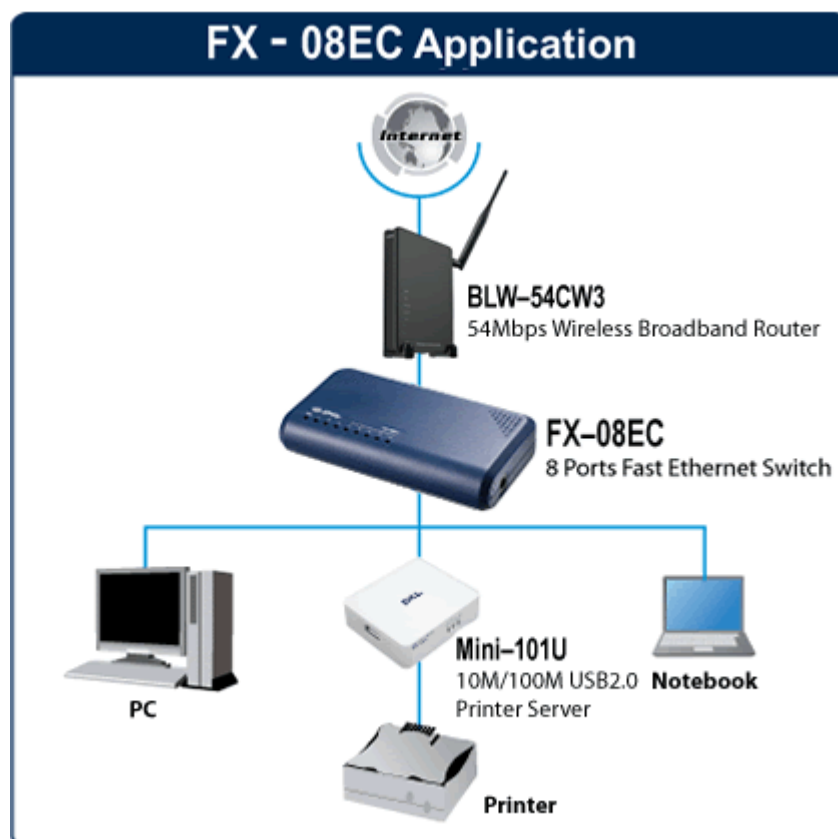 FX - 08EC Application
Internet
BLW–54CW3
54Mbps Wireless Broadband Router
FX–08EC
8 Ports Fast Ethernet Switch
Mini–101U
10M/100M USB2.0
Printer Server
Notebook
PC
Printer